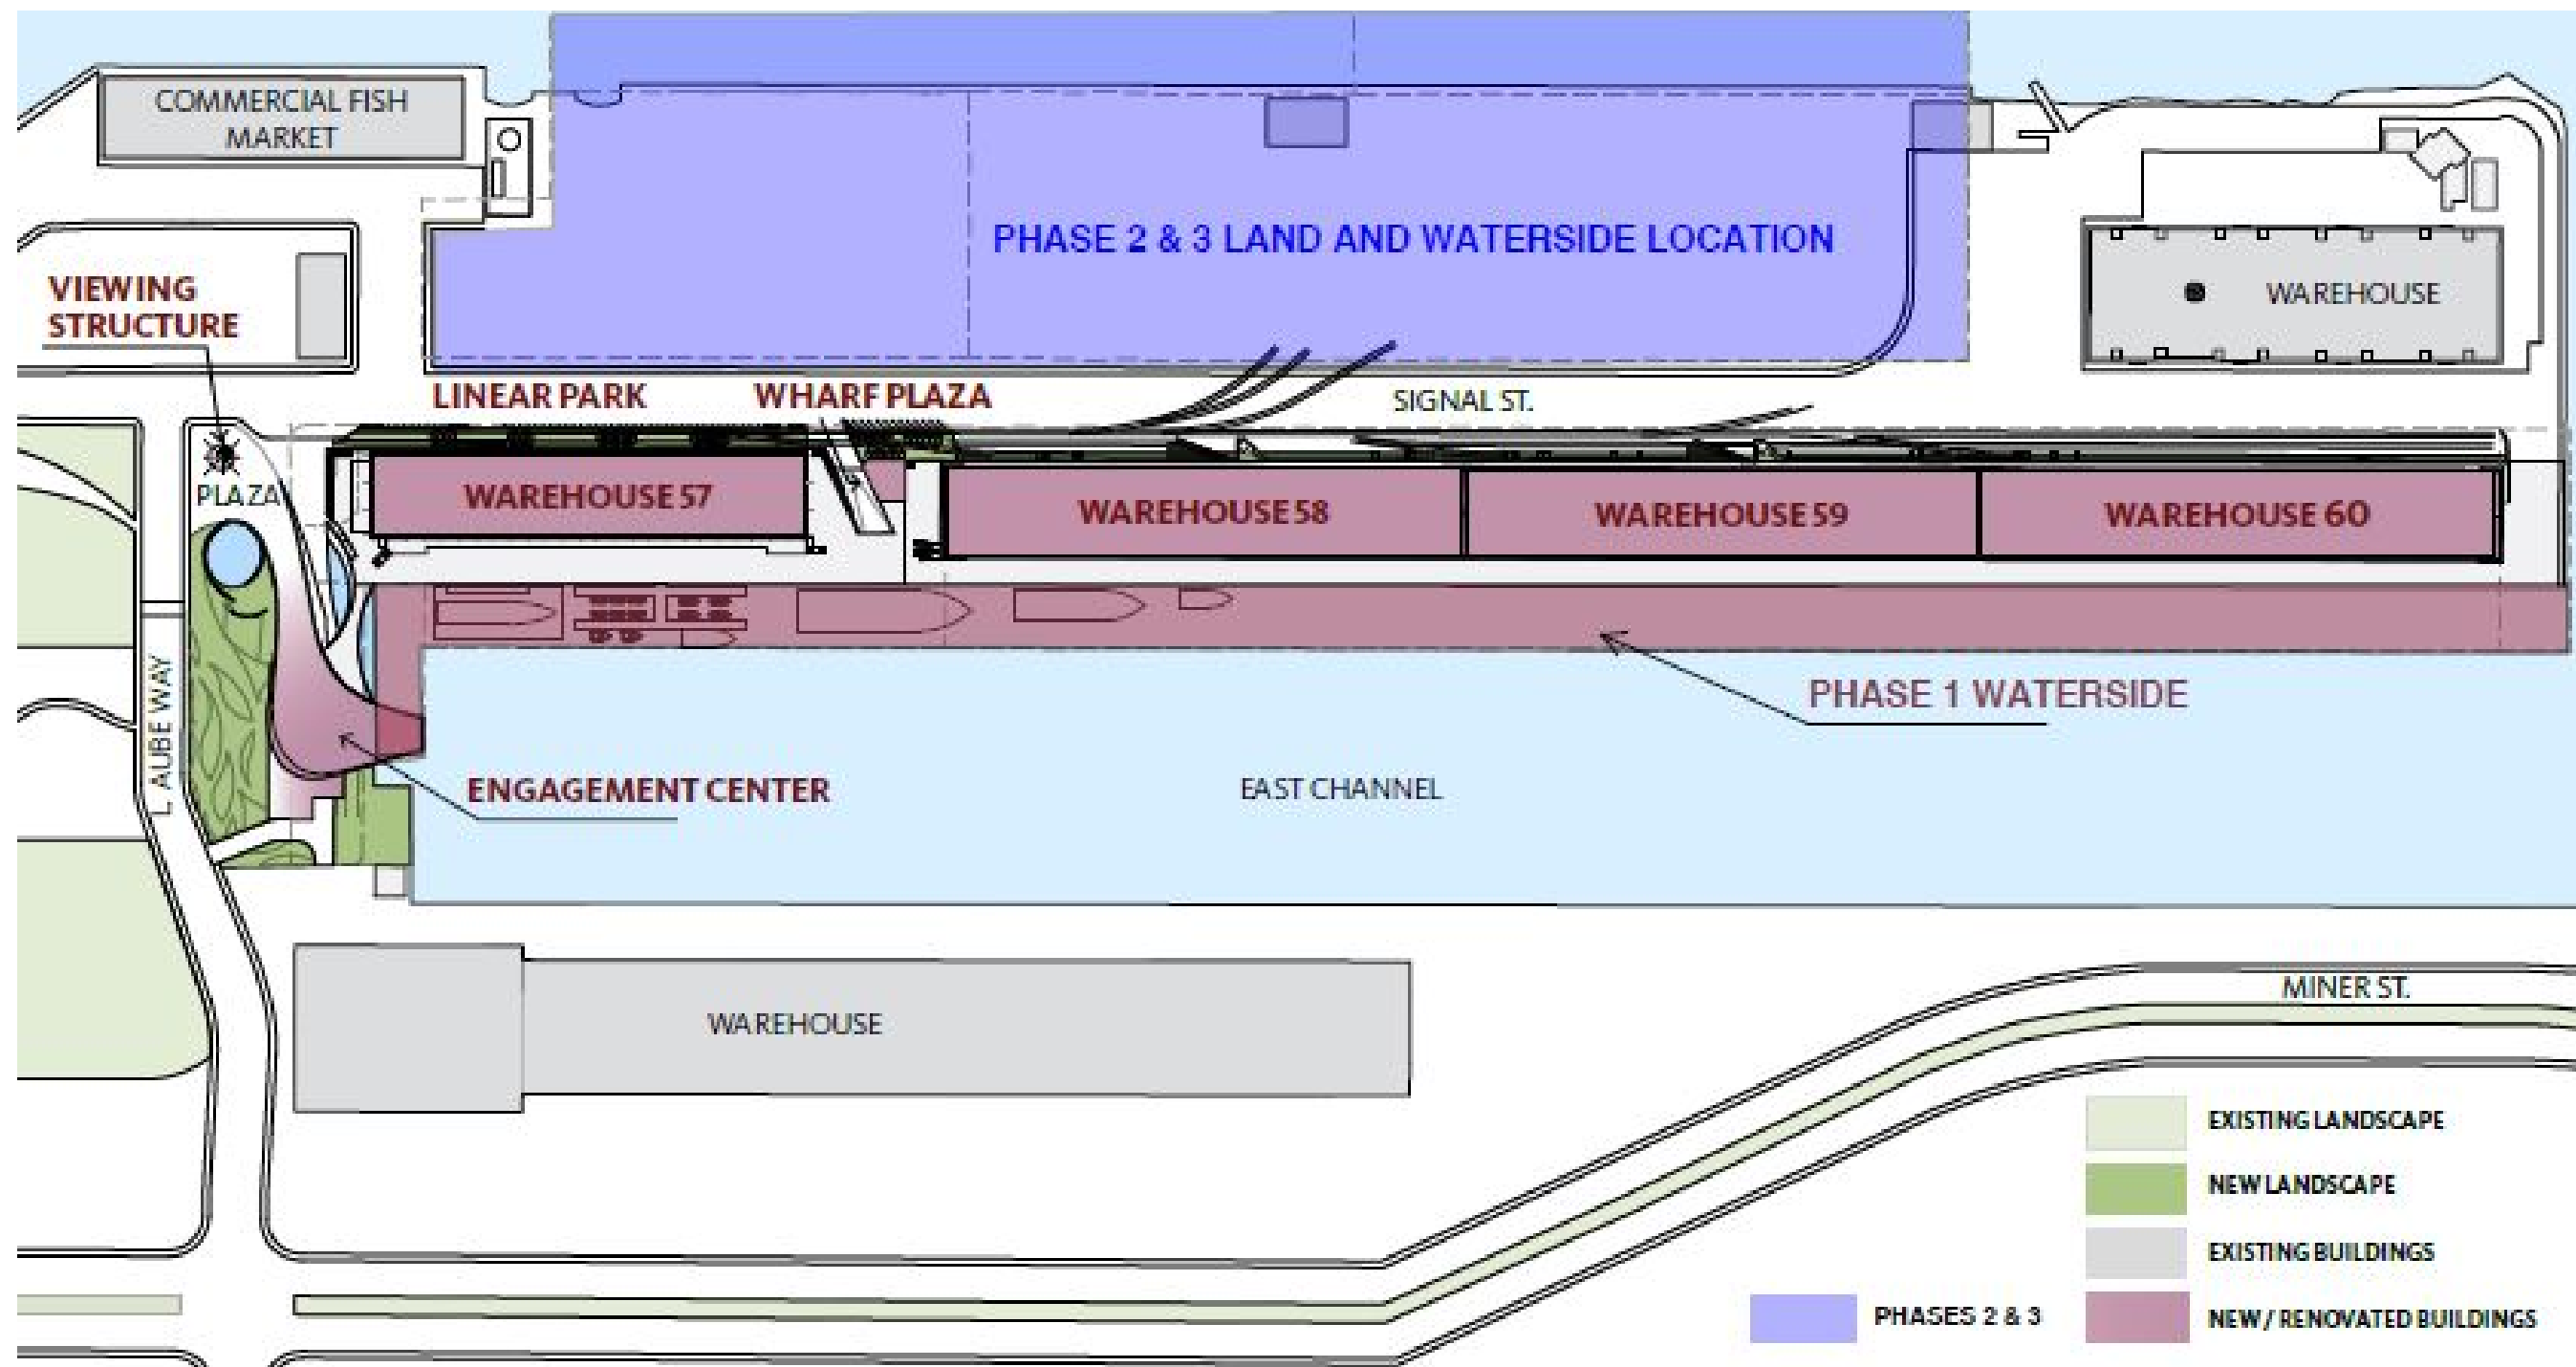 COMMERCIAL FISH
MARKET
PHASE 2 & 3 LAND AND WATERSIDE LOCATION
VIEWING
STRUCTURE
WAREHOUSE
LINEAR PARK
WHARF PLAZA
SIGNAL ST.
PLAZA
WAREHOUSE 57
WAREHOUSE 58
WAREHOUSE 59
WAREHOUSE 60
PHASE 1 WATERSIDE
L AUBE WAY
ENGAGEMENT CENTER
EAST CHANNEL
WAREHOUSE
MINER ST.
EXISTING LANDSCAPE
NEW LANDSCAPE
EXISTING BUILDINGS
PHASES 2 & 3
NEW / RENOVATED BUILDINGS